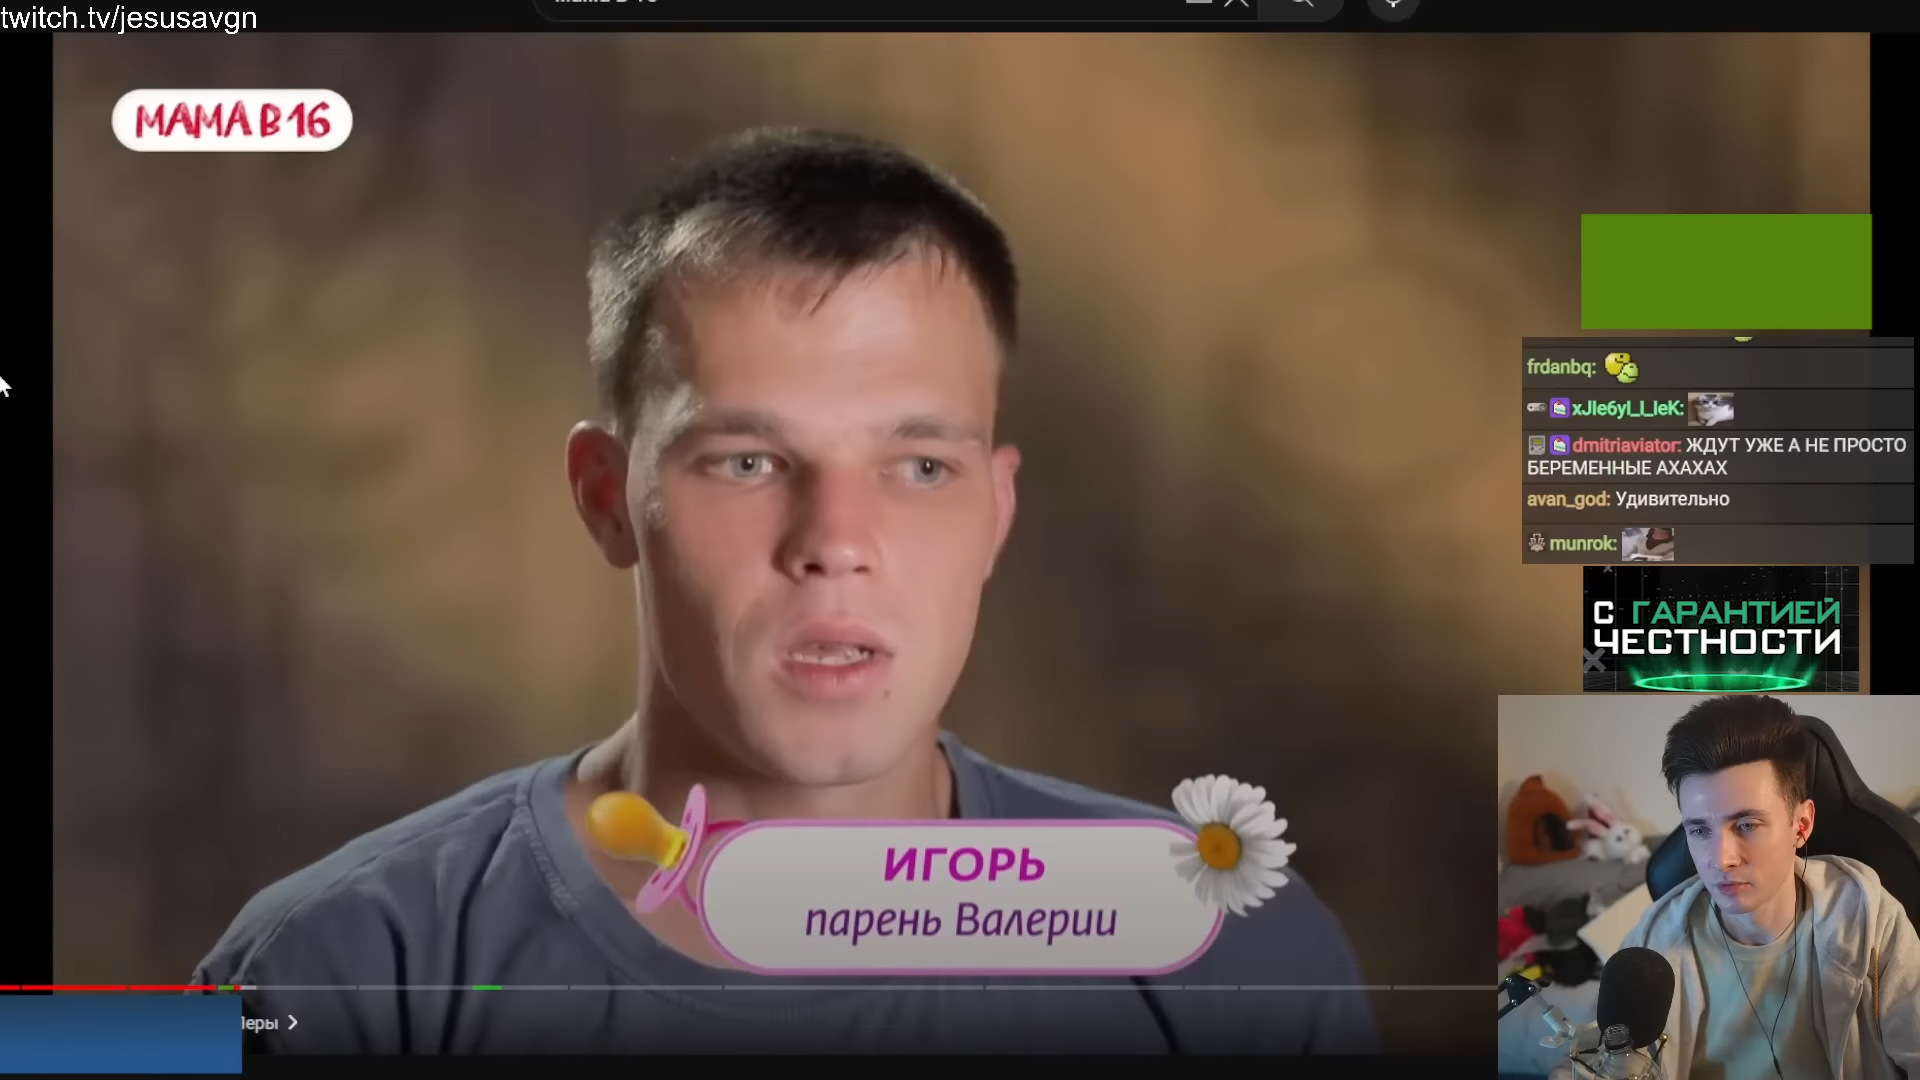 twitch.tv/jesusavgn
МАМА В 16
frdanbq:
xJle6yl_l_leK:
dmitriaviator: ЖДУТ УЖЕ А НЕ ПРОСТО
БЕРЕМЕННЫЕ АХАХАХ
avan_god: Удивительно
munrok:
С ГАРАНТИЕЙ
ЧЕСТНОСТИ
ИГОРЬ
парень Валерии